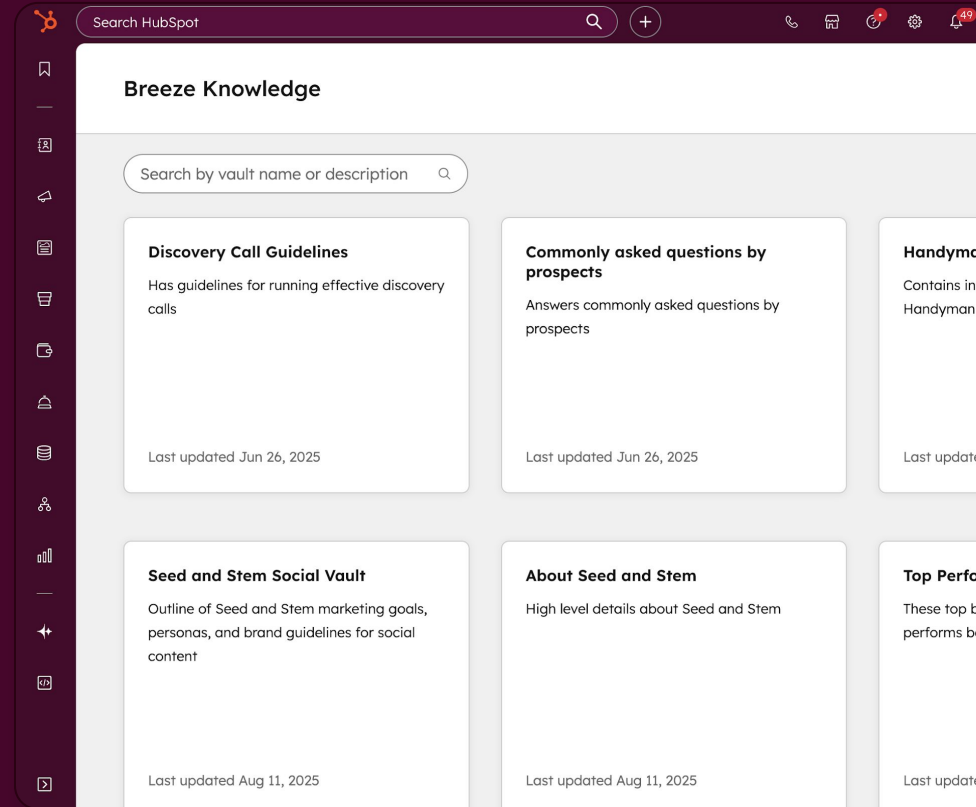 Search HubSpot
49
Breeze Knowledge
Search by vault name or description
Discovery Call Guidelines
Has guidelines for running effective discovery
calls
Last updated Jun 26, 2025
Commonly asked questions by
prospects
Answers commonly asked questions by
prospects
Last updated Jun 26, 2025
Contains in
Handyman
Last
Seed and Stem Social Vault
Outline of Seed and Stem marketing goals,
personas, and brand guidelines for social
content
Last updated Aug 11, 2025
About Seed and Stem
High level details about Seed and Stem
Last updated Aug 11, 2025
Top
These top
performs
Last